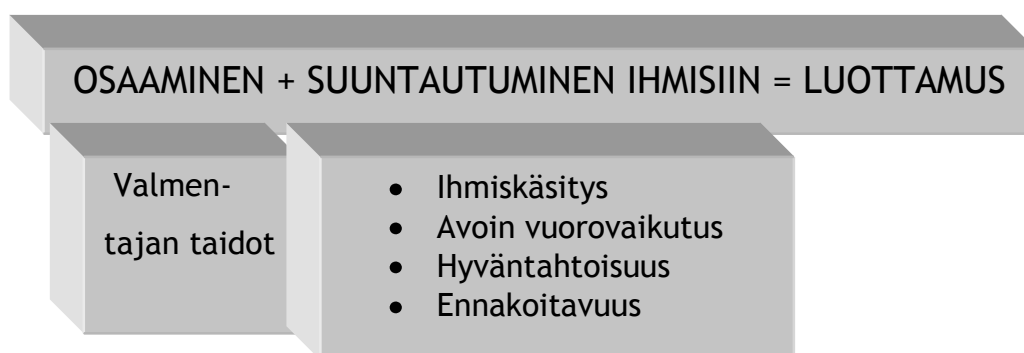 OSAAMINEN + SUUNTAUTUMINEN IHMISIIN = LUOTTAMUS
Valmen-
tajan taidot
• Ihmiskäsitys
• Avoin vuorovaikutus
• Hyväntahtoisuus
• Ennakoitavuus